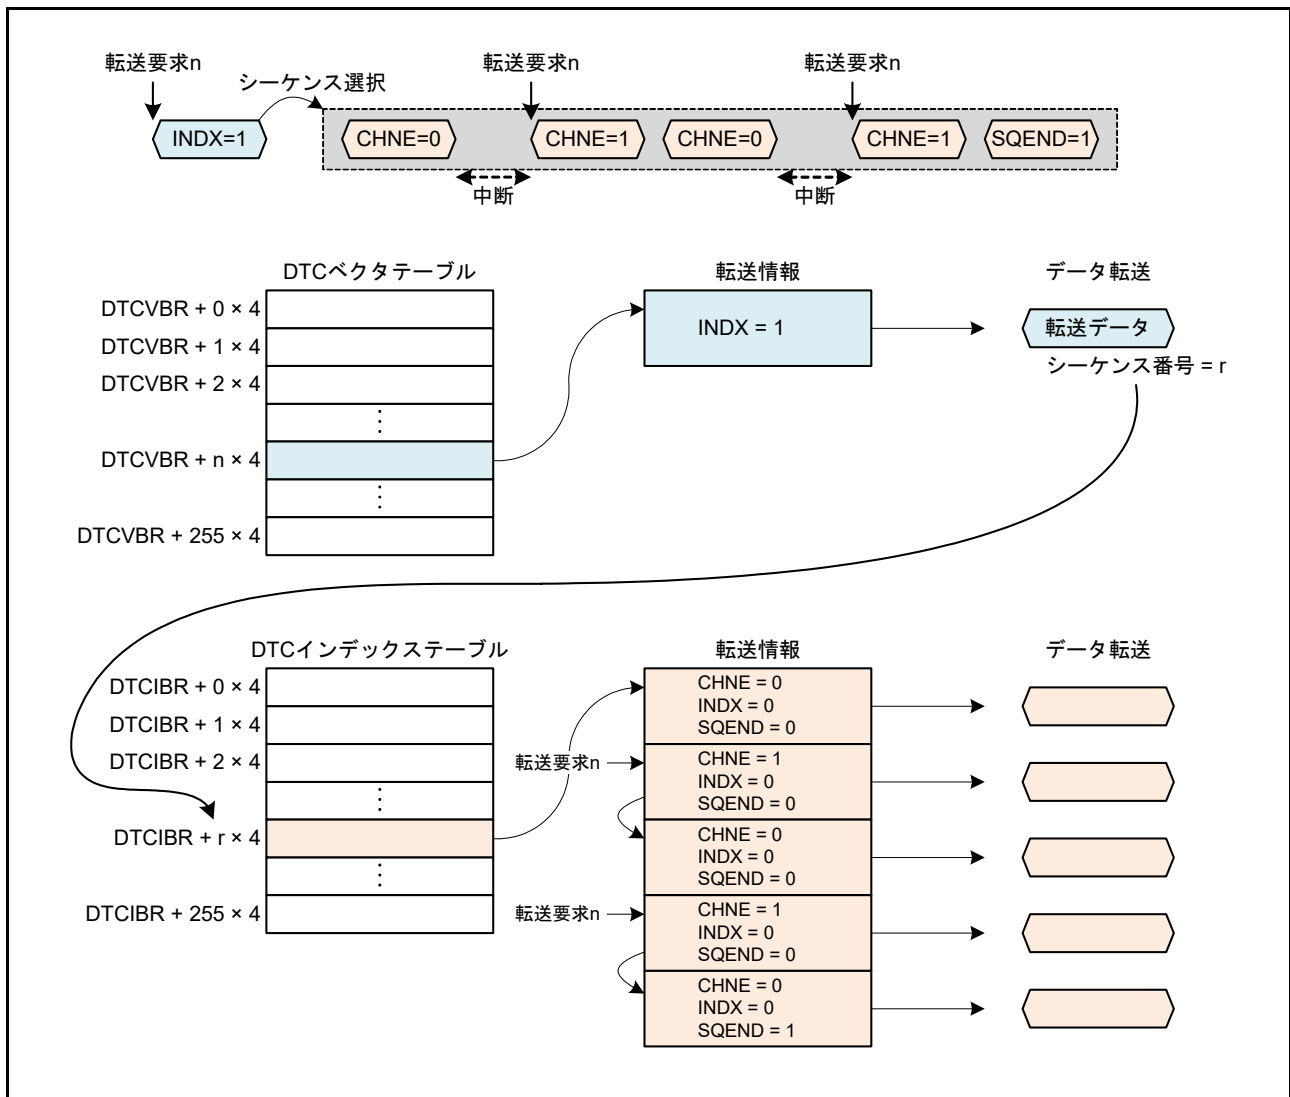 転送要求n
転送要求n
転送要求n
シーケンス選択
INDX=1
CHNE=0
CHNE=1
CHNE=0
CHNE=1
SQEND=1
中断
中断
DTCベクタテーブル
転送情報
データ転送
DTCVBR + 0 × 4
DTCVBR + 1 × 4
DTCVBR + 2 × 4
⋮
DTCVBR + n × 4
⋮
DTCVBR + 255 × 4
INDX = 1
転送データ
シーケンス番号 = r
DTCインデックステーブル
転送情報
データ転送
DTCIBR + 0 × 4
DTCIBR + 1 × 4
DTCIBR + 2 × 4
⋮
DTCIBR + r × 4
⋮
DTCIBR + 255 × 4
CHNE = 0
INDX = 0
SQEND = 0
転送要求n
CHNE = 1
INDX = 0
SQEND = 0
CHNE = 0
INDX = 0
SQEND = 0
転送要求n
CHNE = 1
INDX = 0
SQEND = 0
CHNE = 0
INDX = 0
SQEND = 1